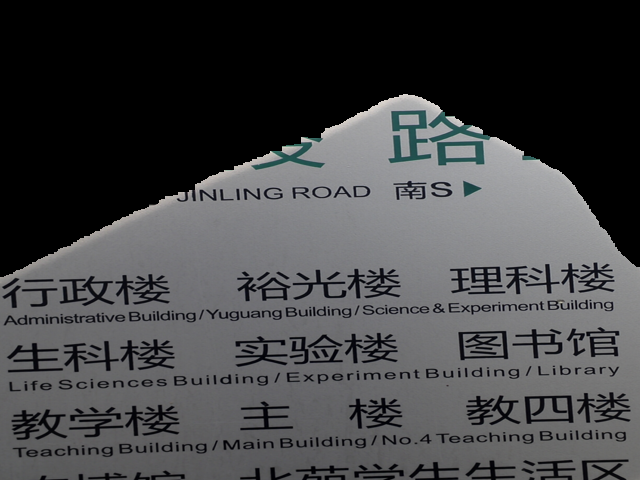 路
JINLING ROAD 南S ▶
行政楼 裕光楼 理科楼
Administrative Building / Yuguang Building / Science & Experiment Building
生科楼 实验楼 图书馆
Life Sciences Building / Experiment Building / Library
教学楼 主 楼 教四楼
Teaching Building / Main Building / No.4 Teaching Building
北苑学生生活区